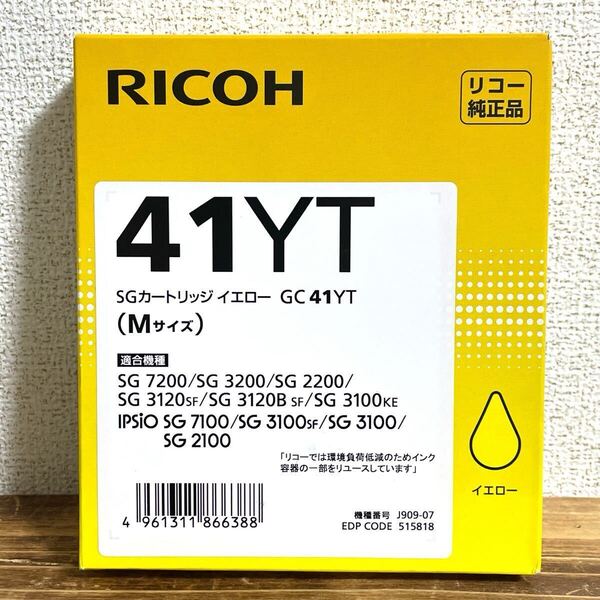 RICOH
リコー
純正品
41YT
SGカートリッジ イエロー GC 41YT
(Mサイズ)
適合機種
SG 7200/SG 3200/SG 2200/
SG 3120SF/SG 3120B SF/SG 3100KE
IPSiO SG 7100/SG 3100SF/SG 3100/
SG 2100
「リコーでは環境負荷低減のためインク
容器の一部をリユースしています」
イエロー
4 961311 866388
機種番号 J909-07
EDP CODE 515818